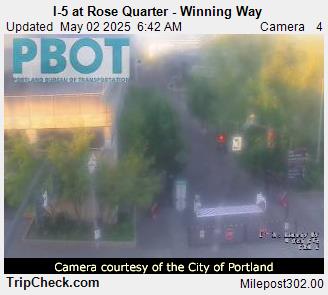 I-5 at Rose Quarter - Winning Way
Updated May 02 2025 6:42 AM Camera 4
PBOT
PORTLAND BUREAU OF TRANSPORTATION
Camera courtesy of the City of Portland
TripCheck.com Milepost302.00